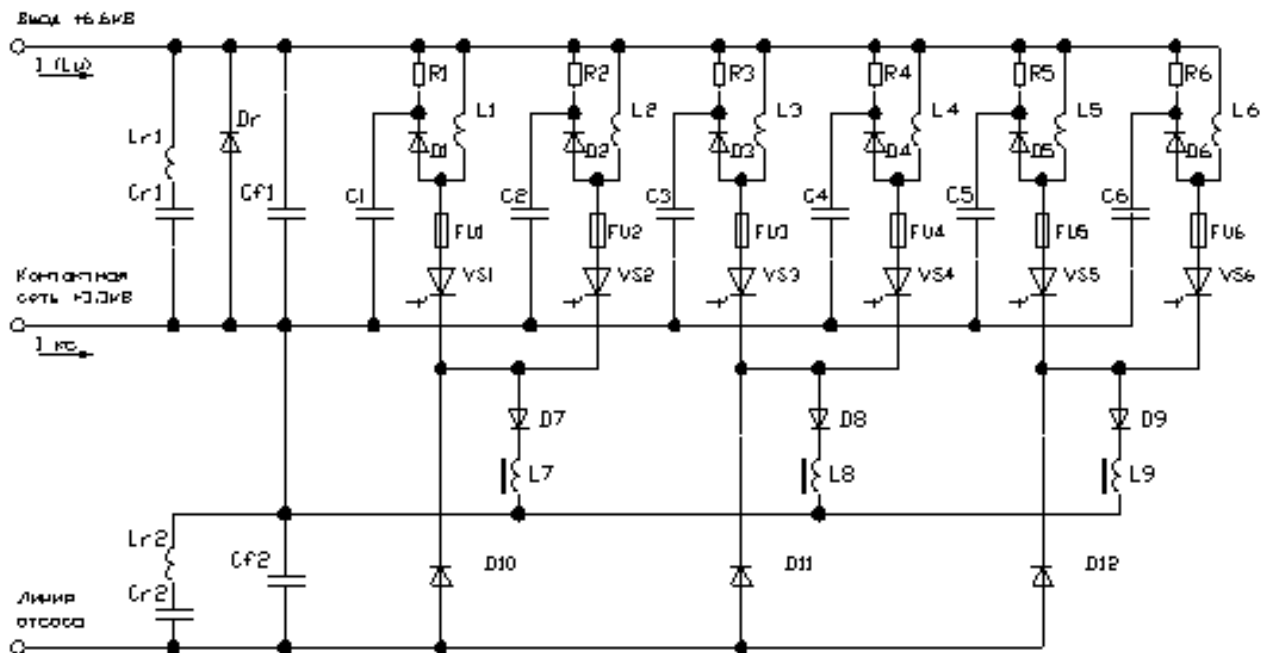 Ввод +6.6кВ
I (Lu)
R1 R2 R3 R4 R5 R6
L1 L2 L3 L4 L5 L6
Dr
Lr1
D1 D2 D3 D4 D5 D6
Cr1 Cf1 C1 C2 C3 C4 C5 C6
FU1 FU2 FU3 FU4 FU5 FU6
Контактная
сеть +3.3кВ
VS1 VS2 VS3 VS4 VS5 VS6
I кс
D7 D8 D9
L7 L8 L9
Lr2
Cf2 D10 D11 D12
Cr2
Линия
отсоса